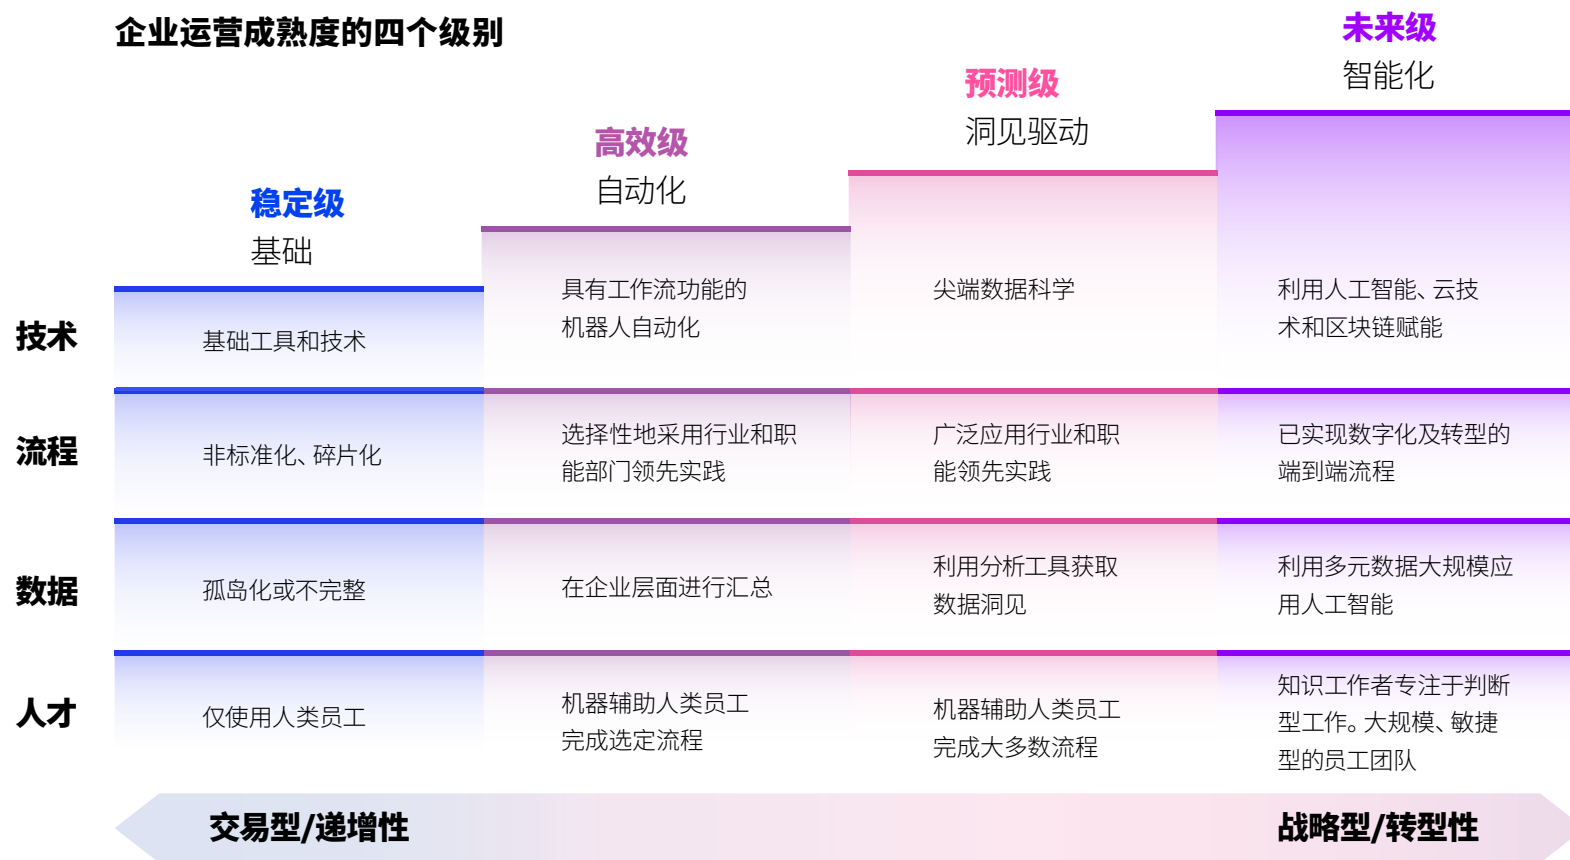 企业运营成熟度的四个级别
稳定级
基础
高效级
自动化
预测级
洞见驱动
未来级
智能化
技术
基础工具和技术
具有工作流功能的
机器人自动化
尖端数据科学
利用人工智能、云技
术和区块链赋能
流程
非标准化、碎片化
选择性地采用行业和职
能部门领先实践
广泛应用行业和职
能领先实践
已实现数字化及转型的
端到端流程
数据
孤岛化或不完整
在企业层面进行汇总
利用分析工具获取
数据洞见
利用多元数据大规模应
用人工智能
人才
仅使用人类员工
机器辅助人类员工
完成选定流程
机器辅助人类员工
完成大多数流程
知识工作者专注于判断
型工作。大规模、敏捷
型的员工团队
交易型/递增性
战略型/转型性